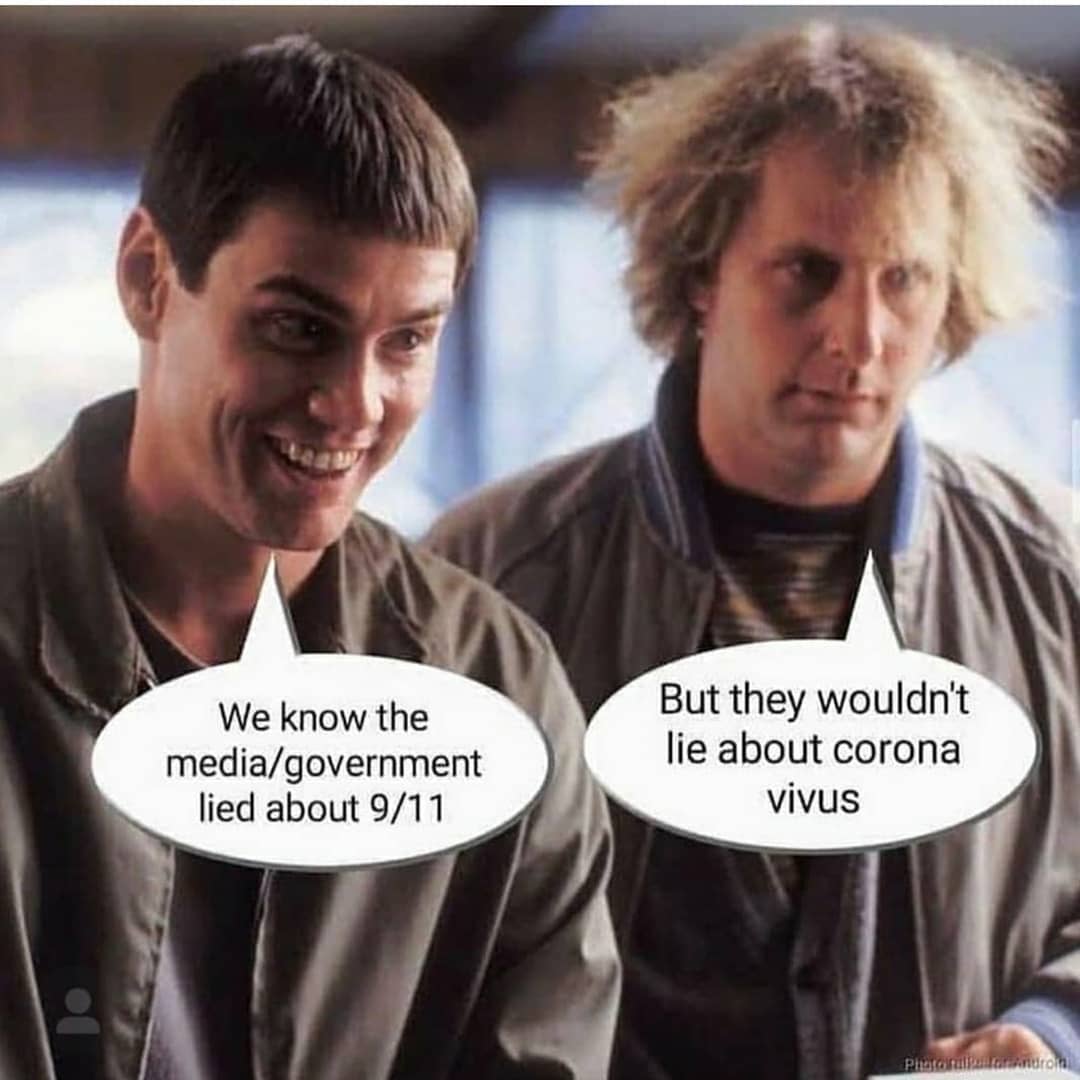 We know the
media/government
lied about 9/11
But they wouldn't
lie about corona
vivus